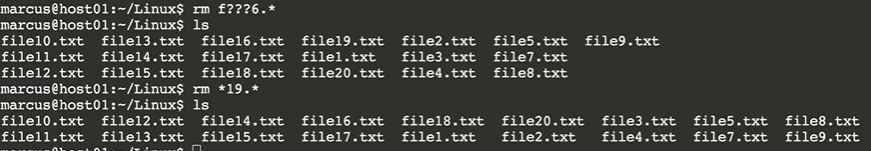 marcus@host01:~/Linux$ rm f???6.*
marcus@host01:~/Linux$ ls
file10.txt  file13.txt  file16.txt  file19.txt  file2.txt  file5.txt  file9.txt
file11.txt  file14.txt  file17.txt  file1.txt   file3.txt  file7.txt
file12.txt  file15.txt  file18.txt  file20.txt  file4.txt  file8.txt
marcus@host01:~/Linux$ rm *19.*
marcus@host01:~/Linux$ ls
file10.txt  file12.txt  file14.txt  file16.txt  file18.txt  file20.txt  file3.txt  file5.txt  file8.txt
file11.txt  file13.txt  file15.txt  file17.txt  file1.txt   file2.txt   file4.txt  file7.txt  file9.txt
marcus@host01:~/Linux$